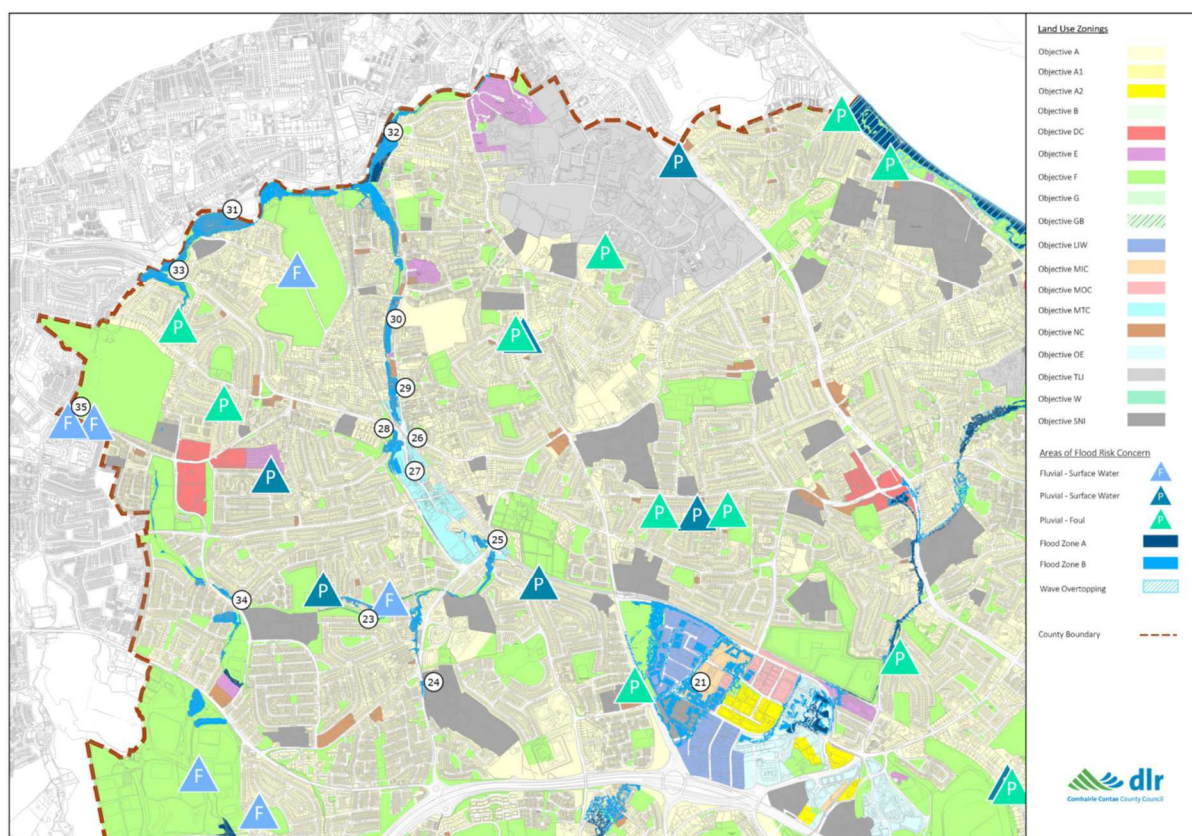 Land Use Zonings
Objective A
Objective A1
Objective A2
Objective B
Objective DC
Objective E
Objective F
Objective G
Objective GB
Objective LIW
Objective MIC
Objective MOC
Objective MTC
Objective NC
Objective OE
Objective TLI
Objective W
Objective SNI
Areas of Flood Risk Concern
Fluvial - Surface Water F
Pluvial - Surface Water P
Pluvial - Foul P
Flood Zone A
Flood Zone B
Wave Overtopping
County Boundary
dlr
Comhairle Contae County Council
P
32
P
P
31
P
33
F
30
P
P
29
P
35
F F
28
26
27
P
P P P
25
P
F
P
34
23
P
24
P
21
F
F
P